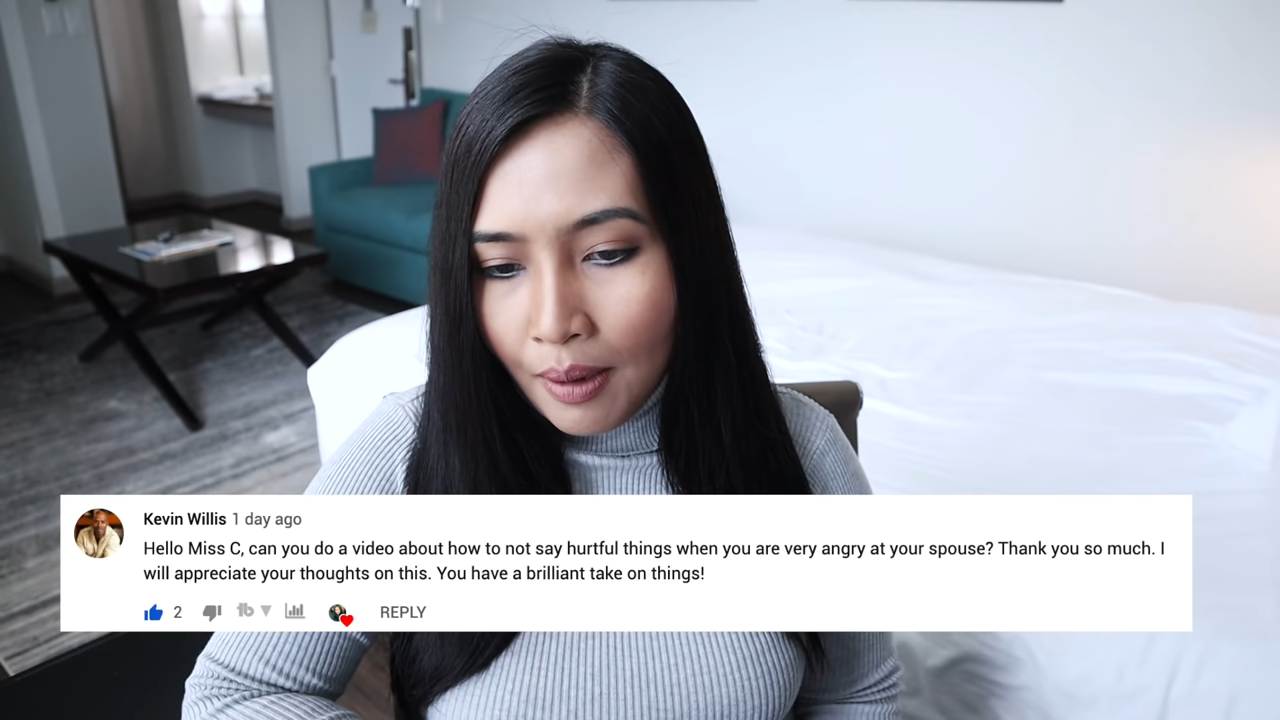 Kevin Willis 1 day ago
Hello Miss C, can you do a video about how to not say hurtful things when you are very angry at your spouse? Thank you so much. I
will appreciate your thoughts on this. You have a brilliant take on things!
2 tb REPLY